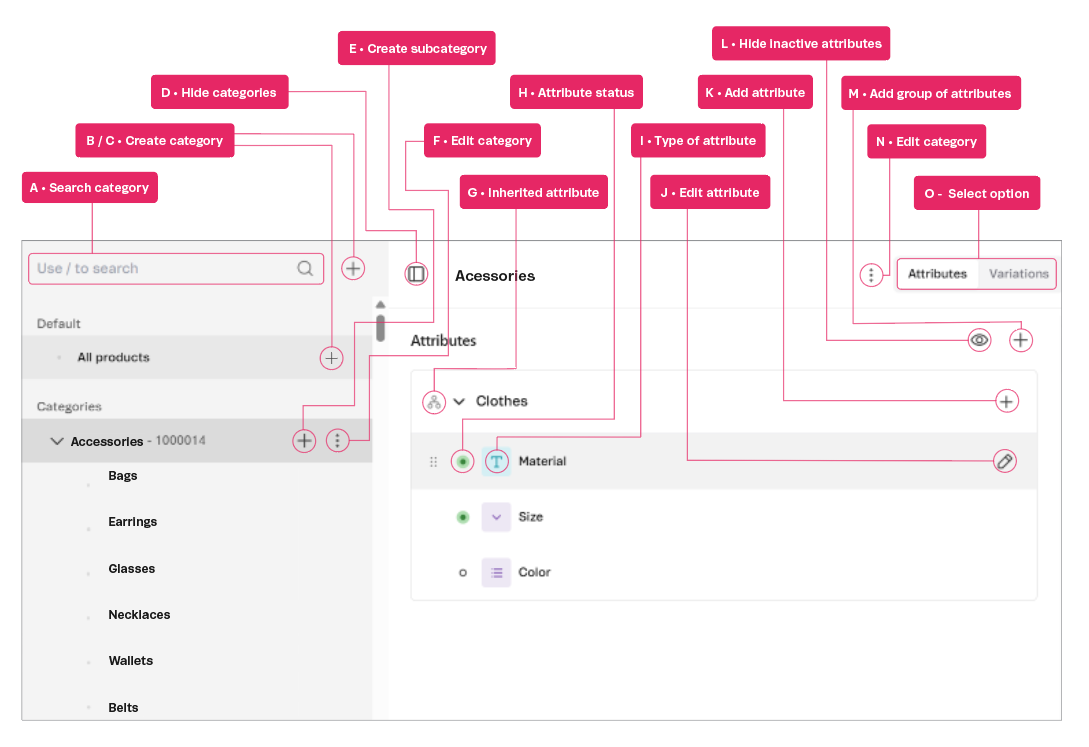 E • Create subcategory
L • Hide inactive attributes
D • Hide categories
H • Attribute status
K • Add attribute
M • Add group of attributes
B / C • Create category
F • Edit category
I • Type of attribute
N • Edit category
A • Search category
G • Inherited attribute
J • Edit attribute
O - Select option
Use / to search
Acessories
Attributes
Variations
Default
Attributes
All products
Categories
Clothes
Accessories - 1000014
Material
Bags
Size
Earrings
Glasses
Color
Necklaces
Wallets
Belts